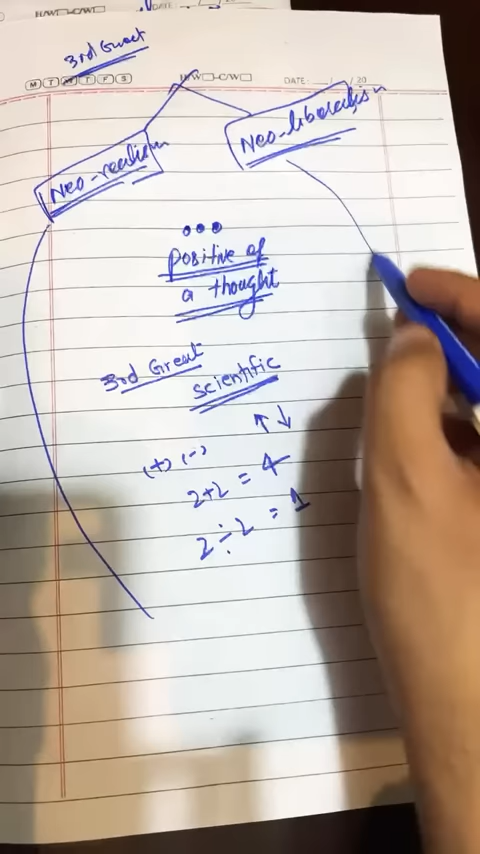 H/W C/W
DATE
3rd Great
M T W T F S
H/W C/W
DATE: / / 20
Neo-realism
Neo-liberalism
Positive of
a thought
3rd Great
scientific
↑ ↓
(+) (-)
2+2 = 4
2÷2 = 1